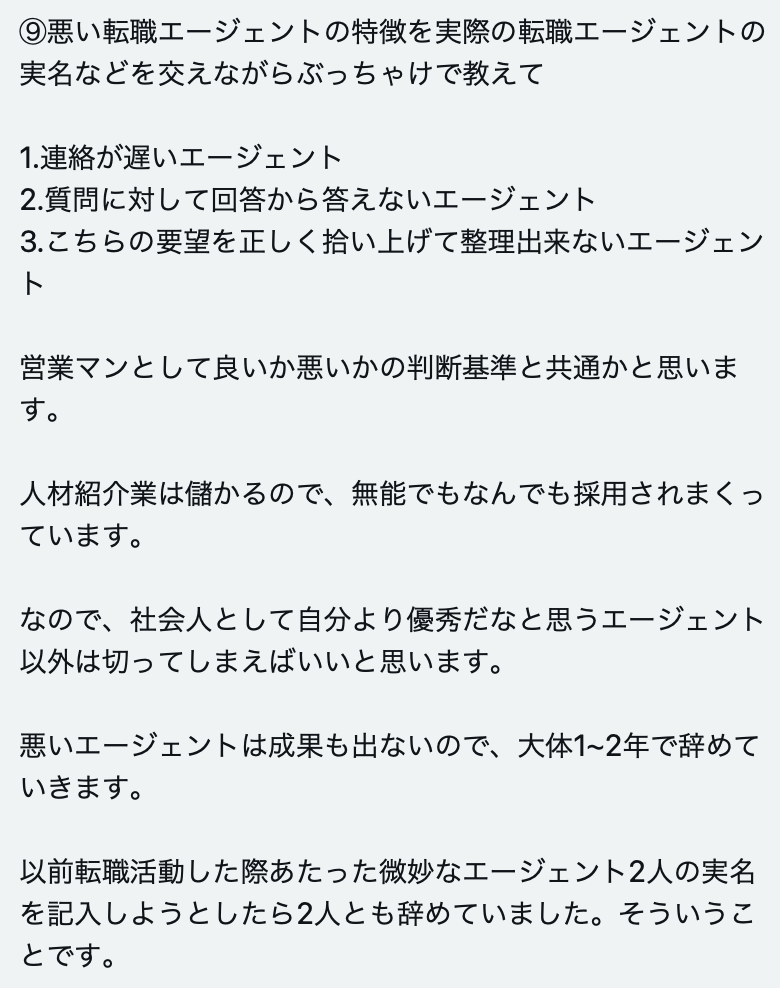 ⑨悪い転職エージェントの特徴を実際の転職エージェントの
実名などを交えながらぶっちゃけで教えて
1.連絡が遅いエージェント
2.質問に対して回答から答えないエージェント
3.こちらの要望を正しく拾い上げて整理出来ないエージェン
ト
営業マンとして良いか悪いかの判断基準と共通かと思いま
す。
人材紹介業は儲かるので、無能でもなんでも採用されまくっ
ています。
なので、社会人として自分より優秀だなと思うエージェント
以外は切ってしまえばいいと思います。
悪いエージェントは成果も出ないので、大体1~2年で辞めて
いきます。
以前転職活動した際あたった微妙なエージェント2人の実名
を記入しようとしたら2人とも辞めていました。そういうこ
とです。